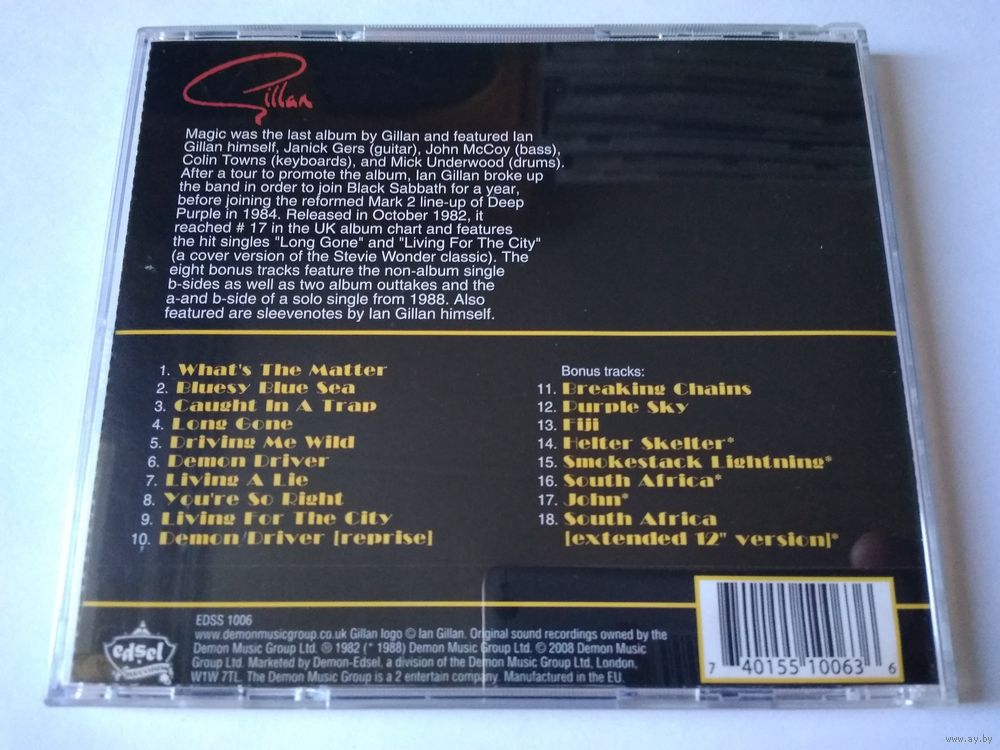 Gillan
Magic was the last album by Gillan and featured Ian
Gillan himself, Janick Gers (guitar), John McCoy (bass),
Colin Towns (keyboards), and Mick Underwood (drums).
After a tour to promote the album, Ian Gillan broke up
the band in order to join Black Sabbath for a year,
before joining the reformed Mark 2 line-up of Deep
Purple in 1984. Released in October 1982, it
reached # 17 in the UK album chart and features
the hit singles "Long Gone" and "Living For The City"
(a cover version of the Stevie Wonder classic). The
eight bonus tracks feature the non-album single
b-sides as well as two album outtakes and the
a-and b-side of a solo single from 1988. Also
featured are sleevenotes by Ian Gillan himself.
1. What's The Matter
2. Bluesy Blue Sea
3. Caught In A Trap
4. Long Gone
5. Driving Me Wild
6. Demon Driver
7. Living A Lie
8. You're So Right
9. Living For The City
10. Demon Driver [reprise]
Bonus tracks:
11. Breaking Chains
12. Purple Sky
13. Fiji
14. Helter Skelter*
15. Smokestack Lightning*
16. South Africa*
17. John*
18. South Africa
[extended 12" version]*
edsel
EDSS 1006
www.demonmusicgroup.co.uk Gillan logo © Ian Gillan. Original sound recordings owned by the
Demon Music Group Ltd. ℗ 1982 (* 1988) Demon Music Group Ltd. © 2008 Demon Music
Group Ltd. Marketed by Demon-Edsel, a division of the Demon Music Group Ltd, London,
W1W 7TL. The Demon Music Group is a 2 entertain company. Manufactured in the EU.
7 40155 10063 6
www.ay.by